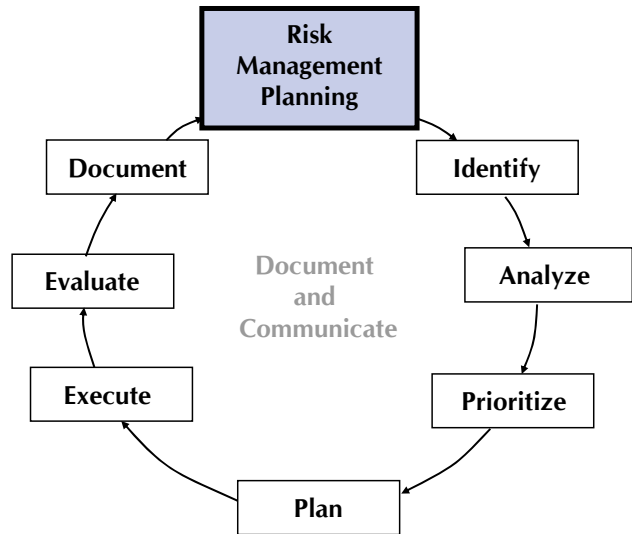 Risk
Management
Planning
Document
Identify
Evaluate
Document
and
Communicate
Analyze
Execute
Prioritize
Plan